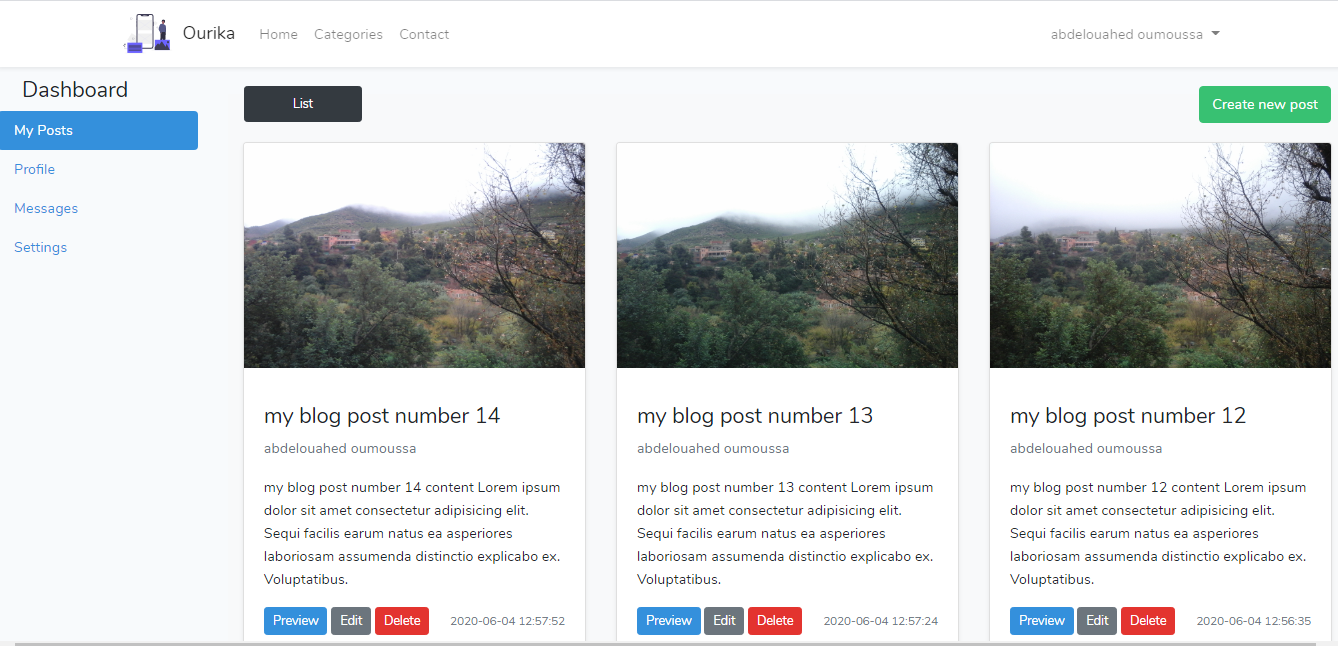 Ourika
Home
Categories
Contact
abdelouahed oumoussa
Dashboard
My Posts
Profile
Messages
Settings
List
Create new post
my blog post number 14
abdelouahed oumoussa
my blog post number 14 content Lorem ipsum
dolor sit amet consectetur adipisicing elit.
Sequi facilis earum natus ea asperiores
laboriosam assumenda distinctio explicabo ex.
Voluptatibus.
Preview
Edit
Delete
2020-06-04 12:57:52
my blog post number 13
abdelouahed oumoussa
my blog post number 13 content Lorem ipsum
dolor sit amet consectetur adipisicing elit.
Sequi facilis earum natus ea asperiores
laboriosam assumenda distinctio explicabo ex.
Voluptatibus.
Preview
Edit
Delete
2020-06-04 12:57:24
my blog post number 12
abdelouahed oumoussa
my blog post number 12 content Lorem ipsum
dolor sit amet consectetur adipisicing elit.
Sequi facilis earum natus ea asperiores
laboriosam assumenda distinctio explicabo ex.
Voluptatibus.
Preview
Edit
Delete
2020-06-04 12:56:35